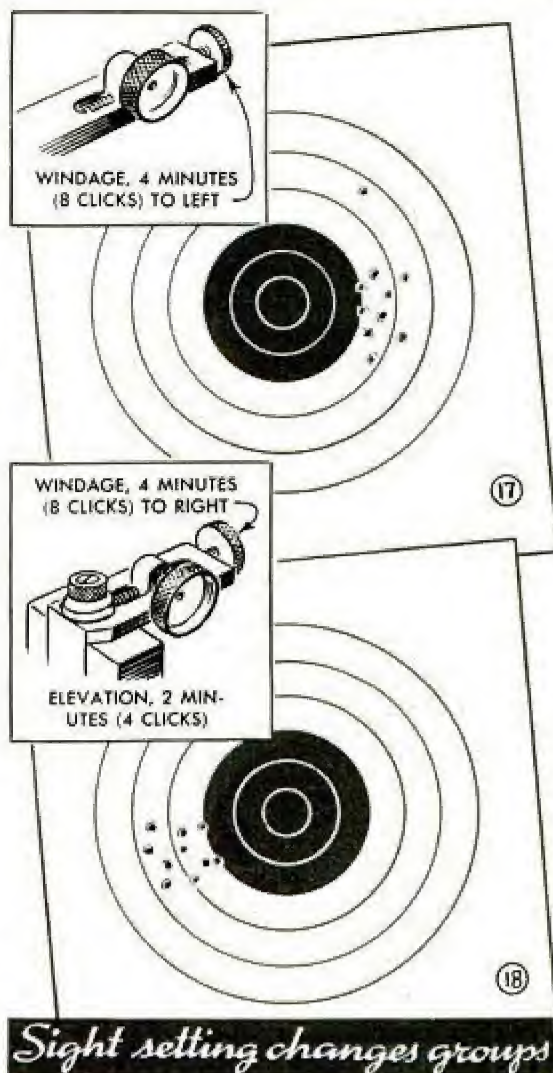 WINDAGE, 4 MINUTES
(8 CLICKS) TO LEFT
17
WINDAGE, 4 MINUTES
(8 CLICKS) TO RIGHT
ELEVATION, 2 MIN-
UTES (4 CLICKS)
18
Sight setting changes groups